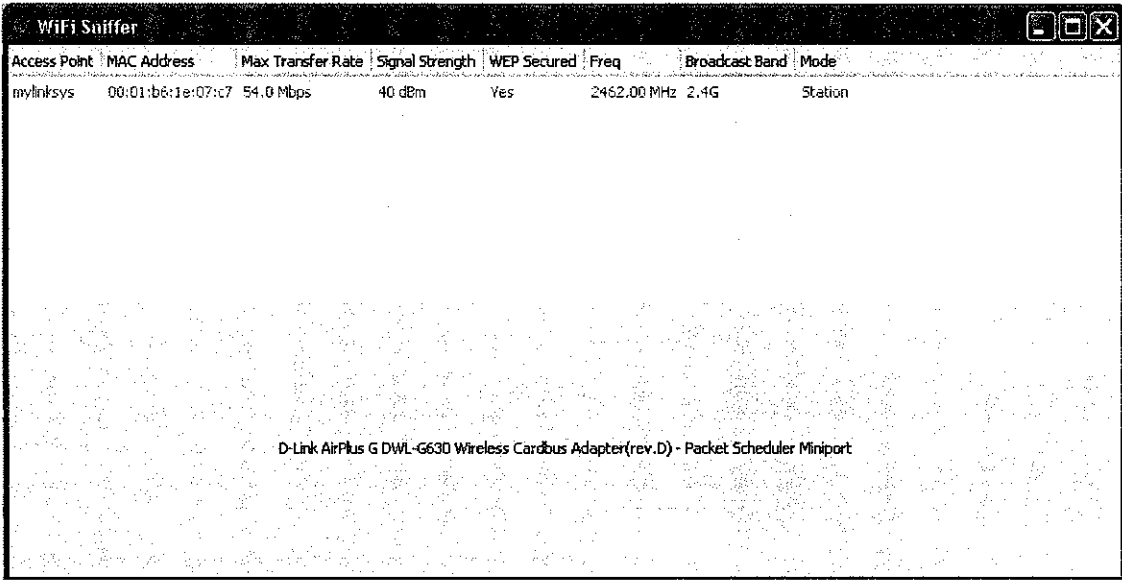 WiFi Sniffer
Access Point MAC Address Max Transfer Rate Signal Strength WEP Secured Freq Broadcast Band Mode
mylinksys 00:01:b6:1e:07:c7 54.0 Mbps 40 dBm Yes 2462.00 MHz 2.4G Station
D-Link AirPlus G DWL-G630 Wireless Cardbus Adapter(rev.D) - Packet Scheduler Miniport